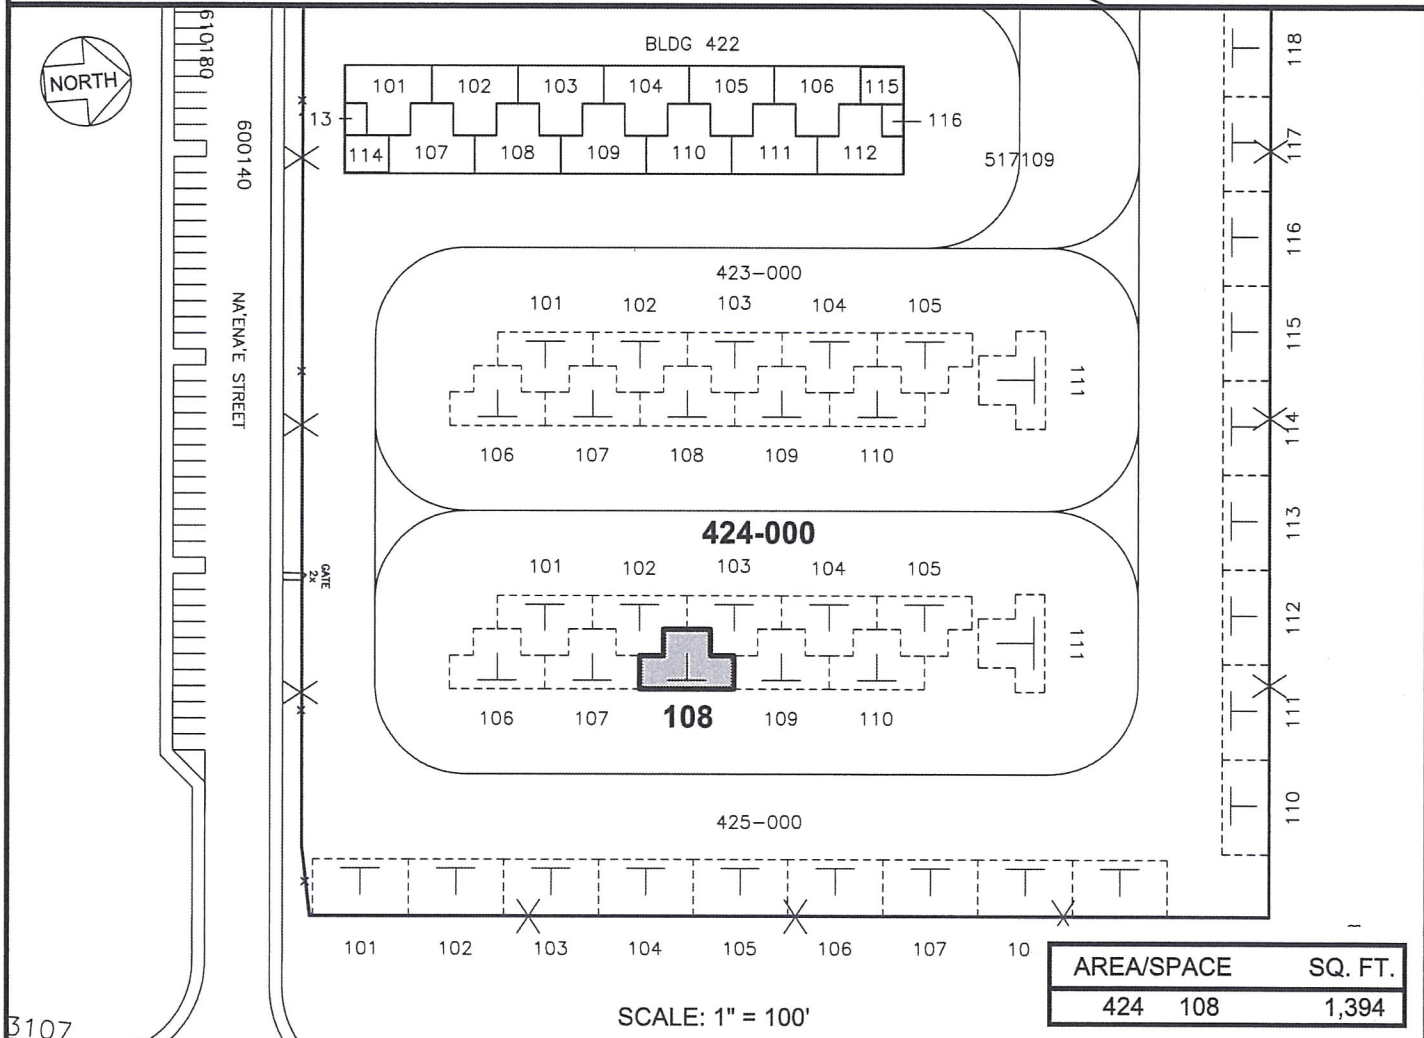 NORTH
610180
600140
NA'ENA'E STREET
GATE
2x
BLDG 422
101 102 103 104 105 106 115
13 116
114 107 108 109 110 111 112
517109
423-000
101 102 103 104 105
111
106 107 108 109 110
424-000
101 102 103 104 105
111
106 107 108 109 110
425-000
101 102 103 104 105 106 107 10
118
117
116
115
114
113
112
111
110
AREA/SPACE SQ. FT.
424 108 1,394
SCALE: 1" = 100'
3107